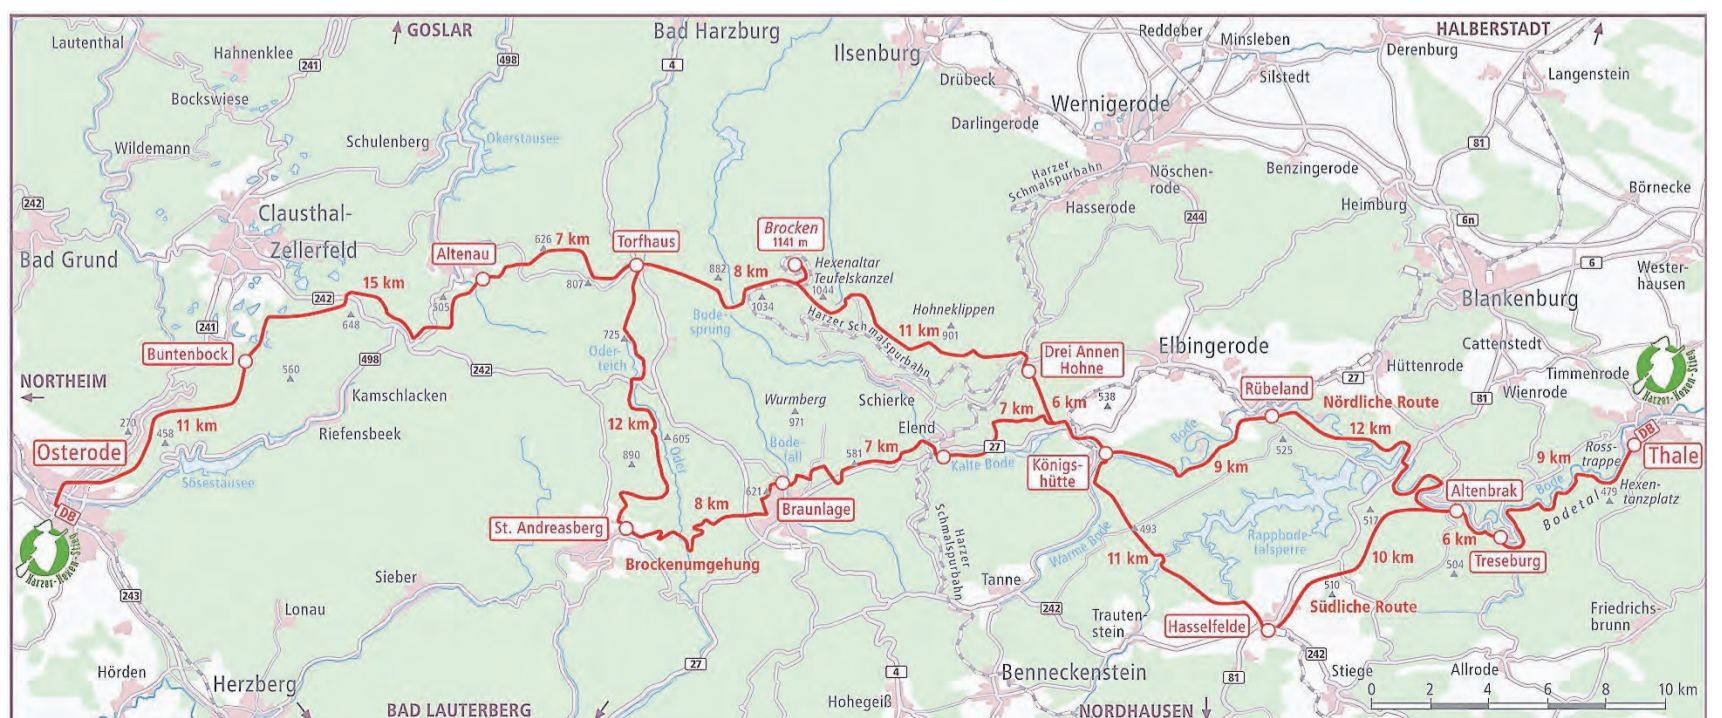 GOSLAR
Bad Harzburg
Ilsenburg
HALBERSTADT
Lautenthal
Hahnenklee
241
498
4
Reddeber
Minsleben
Derenburg
Drübeck
Silstedt
Langenstein
Bockswiese
Wernigerode
Darlingerode
Schulenberg
Okerstausee
Wildemann
81
Harzer
Schmalspurbahn
Benzingerode
Nöschen-
rode
Börnecke
242
Clausthal-
Zellerfeld
Hasserode
244
Heimburg
6n
Bad Grund
Altenau
626
7 km
Torfhaus
Brocken
1141 m
Hexenaltar
Teufelskanzel
6
Wester-
hausen
15 km
242
505
807
882
8 km
1034
1044
Blankenburg
648
Bode-
sprung
Harzer Schmalspurbahn
Hohneklippen
11 km
901
241
725
Oder-
teich
Buntenbock
498
242
560
Drei Annen
Hohne
Elbingerode
Cattenstedt
Hüttenrode
Timmenrode
Wienrode
Harzer-Hexen-Stieg
NORTHEIM
Kamschlacken
Riefensbeek
27
81
Rübeland
Nördliche Route
Schierke
6 km
538
7 km
Wurmberg
971
270
458
11 km
12 km
605
Oder
890
Elend
Bode-
fall
7 km
581
27
Kalte Bode
Bode
12 km
525
9 km
9 km
Ross-
trappe
DB
Thale
Osterode
Sösestausee
Königs-
hütte
Altenbrak
Bode
Bodetal
479
Hexen-
tanzplatz
DB
621
8 km
Braunlage
St. Andreasberg
Brockenumgehung
Harzer
Schmalspurbahn
Warme Bode
493
Rappbode-
talsperre
517
6 km
Treseburg
504
Harzer-Hexen-Stieg
Sieber
11 km
10 km
Tanne
510
Südliche Route
243
Lonau
242
Trauten-
stein
Hasselfelde
Friedrichs-
brunn
Hörden
Herzberg
27
4
Benneckenstein
81
242
Stiege
Allrode
BAD LAUTERBERG
Hohegeiß
NORDHAUSEN
0 2 4 6 8 10 km